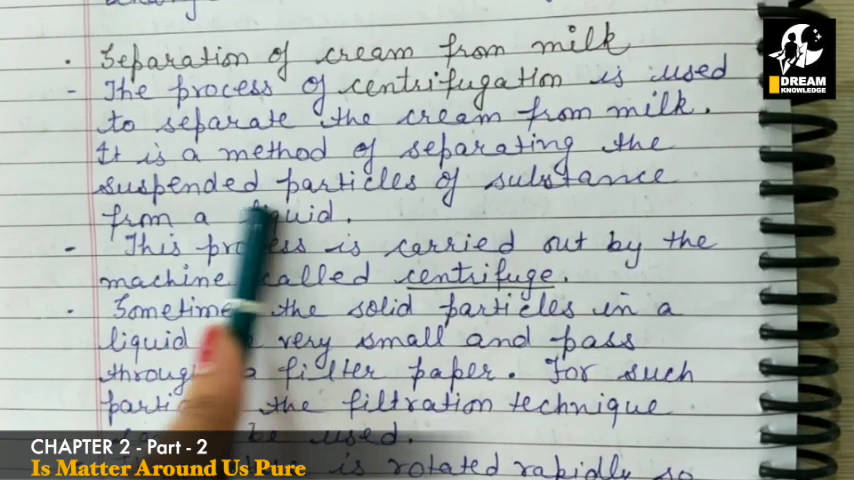 · Separation of cream from milk
- The process of centrifugation is used
to separate the cream from milk.
It is a method of separating the
suspended particles of substance
from a liquid.
- This process is carried out by the
machine called centrifuge.
· Sometimes the solid particles in a
liquid very small and pass
through a filter paper. For such
the filtration technique
be used.
is rotated rapidly so
DREAM
KNOWLEDGE
CHAPTER 2 - Part - 2
Is Matter Around Us Pure